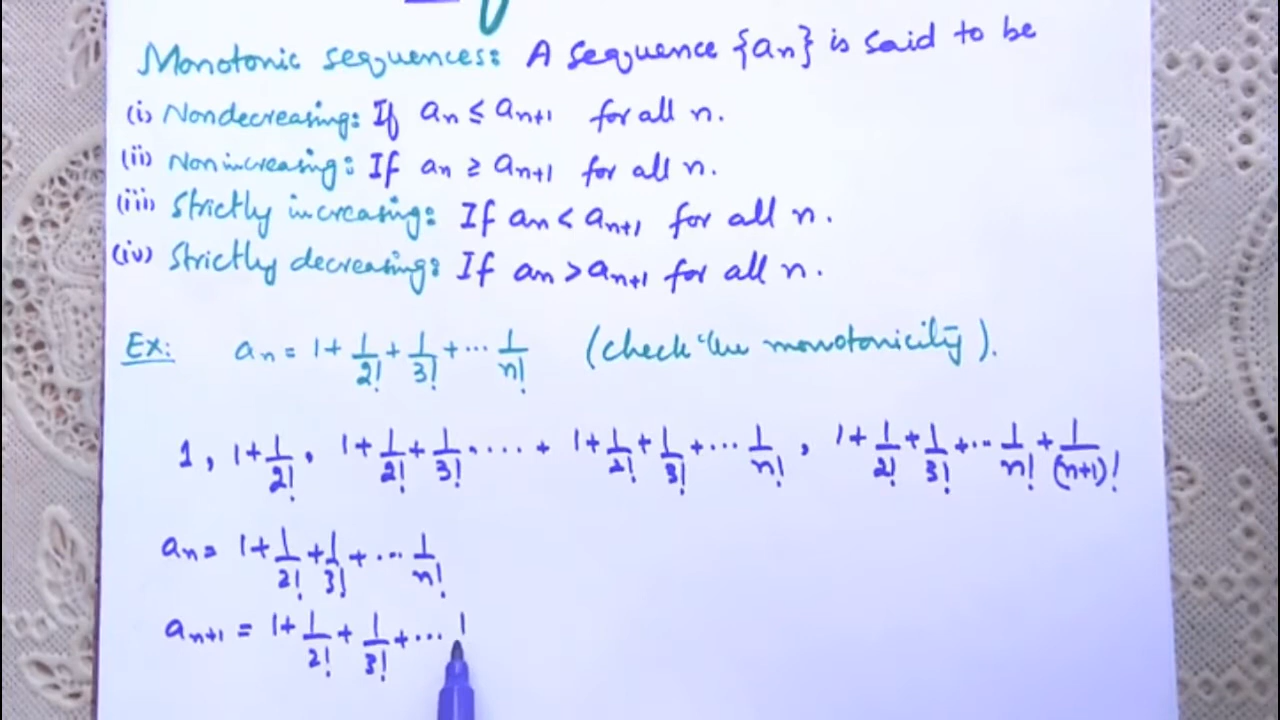 Monotonic sequences: A sequence {an} is said to be
(i) Nondecreasing: If an ≤ an+1 for all n.
(ii) Nonincreasing: If an ≥ an+1 for all n.
(iii) Strictly increasing: If an < an+1 for all n.
(iv) Strictly decreasing: If an > an+1 for all n.
Ex: an = 1 + 1/2! + 1/3! + ... 1/n! (check the monotonicity).
1, 1 + 1/2!, 1 + 1/2! + 1/3! ..... + 1 + 1/2! + 1/3! + ... 1/n!, 1 + 1/2! + 1/3! + ... 1/n! + 1/(n+1)!
an = 1 + 1/2! + 1/3! + ... 1/n!
an+1 = 1 + 1/2! + 1/3! + ... 1